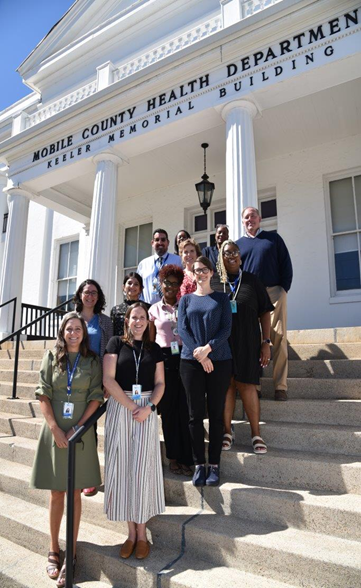 MOBILE COUNTY HEALTH DEPARTMENT
KEELER MEMORIAL BUILDING